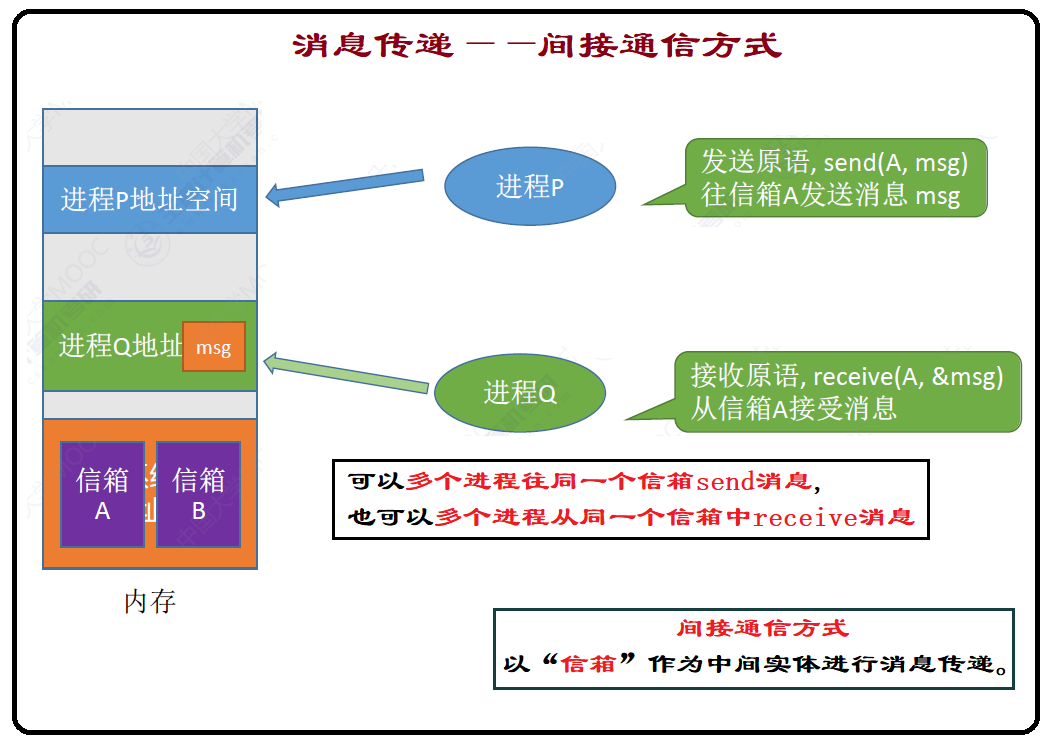 消息传递——间接通信方式
进程P地址空间
进程P
发送原语, send(A, msg)
往信箱A发送消息 msg
进程Q地址
msg
进程Q
接收原语, receive(A, &msg)
从信箱A接受消息
信箱
A
信箱
B
可以多个进程往同一个信箱send消息,
也可以多个进程从同一个信箱中receive消息
内存
间接通信方式
以“信箱”作为中间实体进行消息传递。